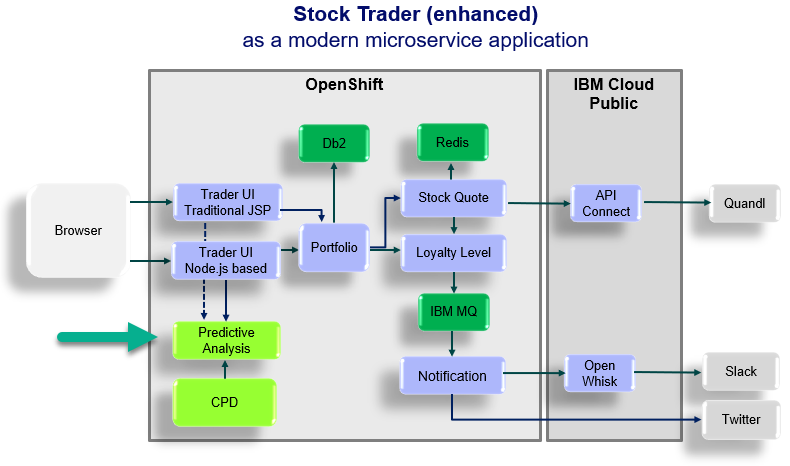 Stock Trader (enhanced)
as a modern microservice application
OpenShift
IBM Cloud
Public
Db2
Redis
Trader UI
Traditional JSP
Stock Quote
API
Connect
Quandl
Browser
Portfolio
Trader UI
Node.js based
Loyalty Level
IBM MQ
Predictive
Analysis
Notification
Open
Whisk
Slack
CPD
Twitter